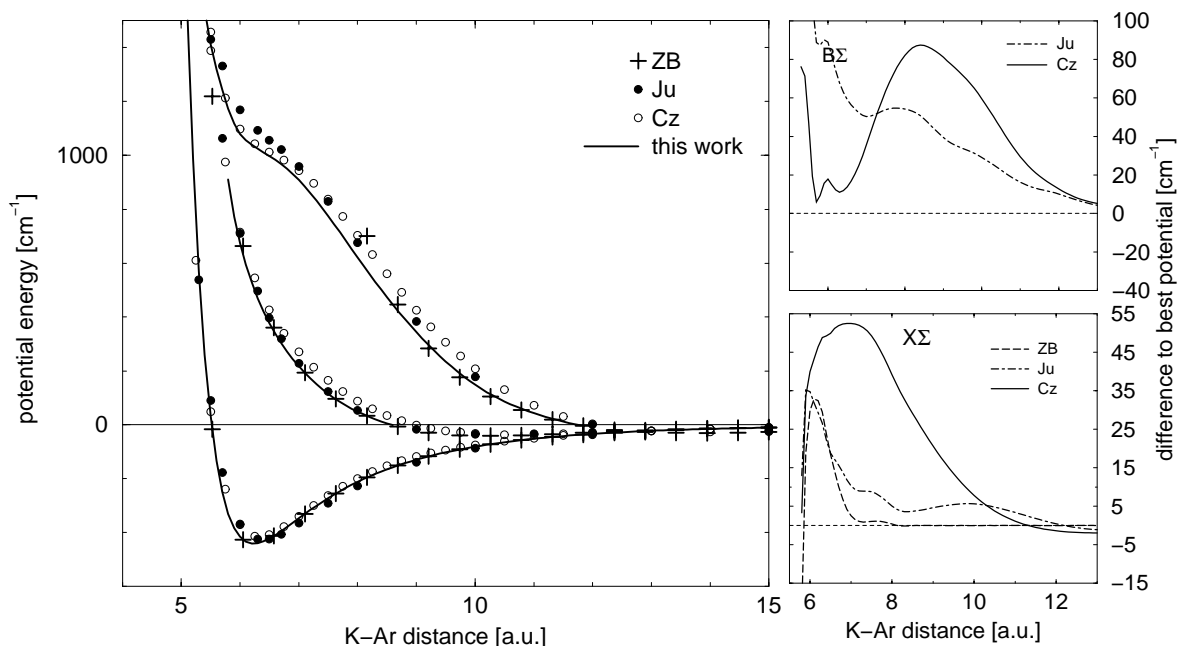 potential energy [cm−1]
1000
0
ZB
Ju
Cz
this work
5
10
15
K−Ar distance [a.u.]
BΣ
Ju
Cz
100
80
60
40
20
0
−20
−40
XΣ
ZB
Ju
Cz
55
45
35
25
15
5
−5
−15
6
8
10
12
K−Ar distance [a.u.]
difference to best potential [cm−1]